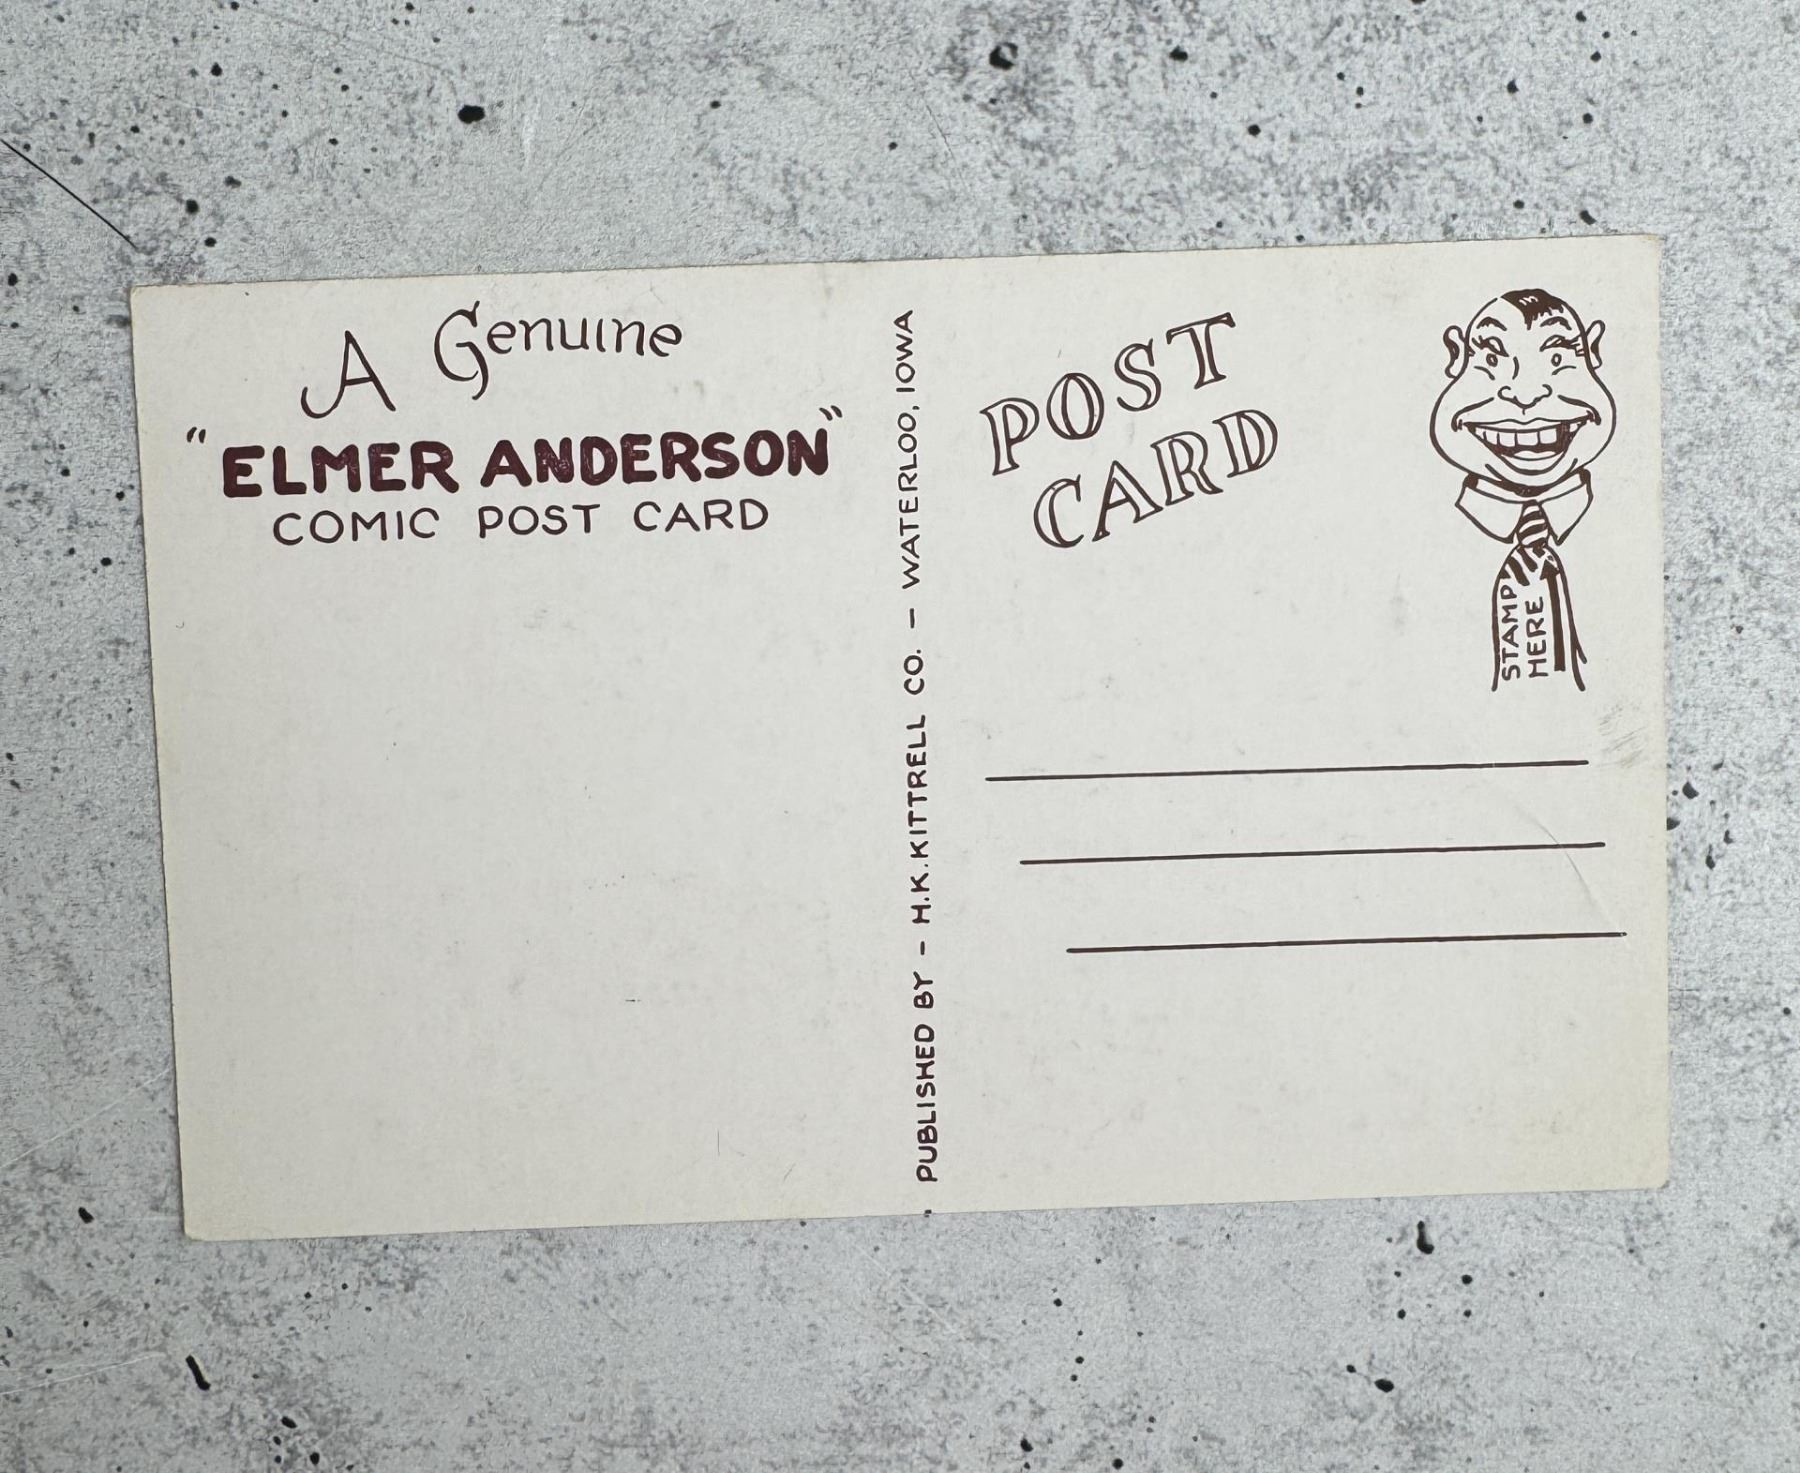 A Genuine
"ELMER ANDERSON"
COMIC POST CARD
PUBLISHED BY - H.K.KITTRELL CO. - WATERLOO, IOWA
POST
CARD
STAMP
HERE